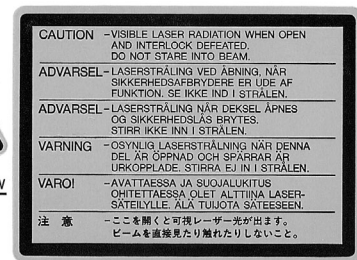 CAUTION -VISIBLE LASER RADIATION WHEN OPEN
AND INTERLOCK DEFEATED.
DO NOT STARE INTO BEAM.
ADVARSEL-LASERSTRÅLING VED ÅBNING, NÅR
SIKKERHEDSAFBRYDERE ER UDE AF
FUNKTION. SE IKKE IND I STRÅLEN.
ADVARSEL-LASERSTRÅLING NÅR DEKSEL ÅPNES
OG SIKKERHEDSLÅS BRYTES.
STIRR IKKE INN I STRÅLEN.
VARNING -OSYNLIG LASERSTRÅLNING NÄR DENNA
DEL ÄR ÖPPNAD OCH SPÄRRAR ÄR
URKOPPLADE. STIRRA EJ IN I STRÅLEN.
VARO! -AVATTAESSA JA SUOJALUKITUS
OHITETTAESSA OLET ALTTIINA LASER-
SÄTEILYLLE. ÄLÄ TUIJOTA SÄTEESEEN.
注 意 -ここを開くと可視レーザー光が出ます。
ビームを直接見たり触れたりしないこと。